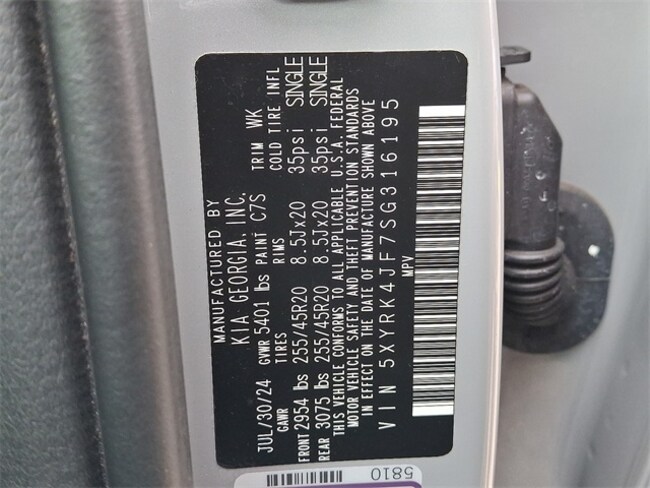 MANUFACTURED BY
KIA GEORGIA, INC.
JUL/30/24 GVWR 5401 lbs PAINT C7S TRIM WK
GAWR TIRES RIMS COLD TIRE INFL
FRONT 2954 lbs 255/45R20 8.5Jx20 35psi SINGLE
REAR 3075 lbs 255/45R20 8.5Jx20 35psi SINGLE
THIS VEHICLE CONFORMS TO ALL APPLICABLE U.S.A. FEDERAL
MOTOR VEHICLE SAFETY AND THEFT PREVENTION STANDARDS
IN EFFECT ON THE DATE OF MANUFACTURE SHOWN ABOVE
VIN 5XYRK4JF7SG316195
MPV
5810